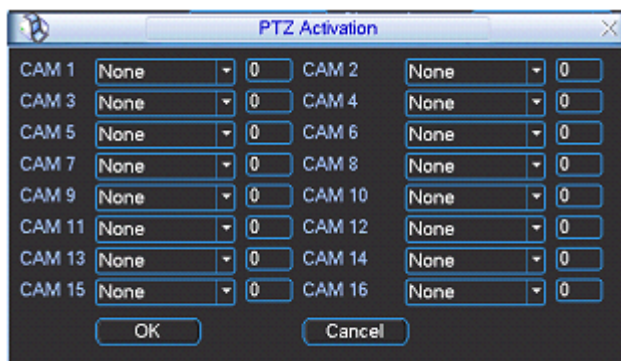 PTZ Activation
CAM 1 None 0 CAM 2 None 0
CAM 3 None 0 CAM 4 None 0
CAM 5 None 0 CAM 6 None 0
CAM 7 None 0 CAM 8 None 0
CAM 9 None 0 CAM 10 None 0
CAM 11 None 0 CAM 12 None 0
CAM 13 None 0 CAM 14 None 0
CAM 15 None 0 CAM 16 None 0
OK Cancel